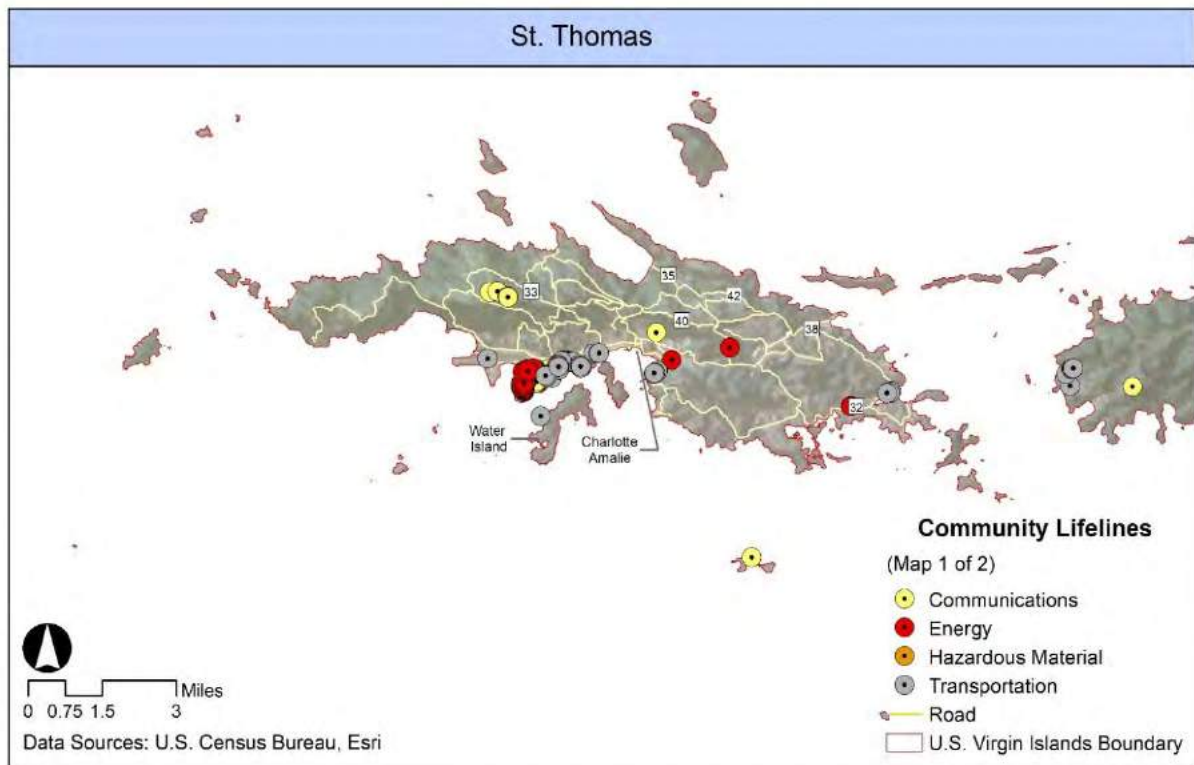 St. Thomas
35
33
42
40
38
32
Water
Island
Charlotte
Amalie
Community Lifelines
(Map 1 of 2)
Communications
Energy
Hazardous Material
Transportation
Road
U.S. Virgin Islands Boundary
Miles
0 0.75 1.5 3
Data Sources: U.S. Census Bureau, Esri